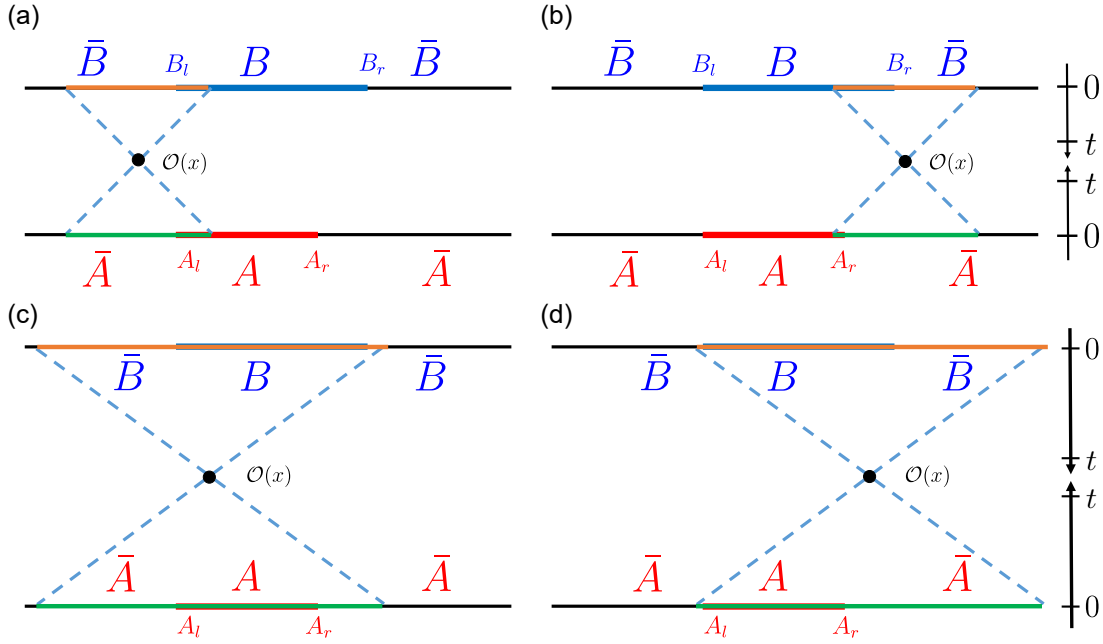 (a)
B̄ B_l B B_r B̄
𝒪(x)
Ā A_l A A_r Ā
(b)
B̄ B_l B B_r B̄ 0
t
𝒪(x)
t
Ā A_l A A_r Ā 0
(c)
B̄ B B̄
𝒪(x)
Ā A Ā
A_l A_r
(d)
0
B̄ B B̄
t
𝒪(x)
t
Ā A Ā
0
A_l A_r